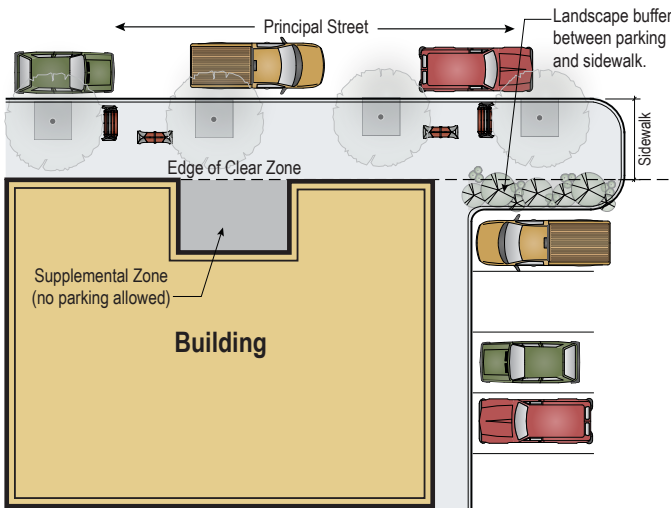 Principal Street
Landscape buffer
between parking
and sidewalk.
Sidewalk
Edge of Clear Zone
Supplemental Zone
(no parking allowed)
Building